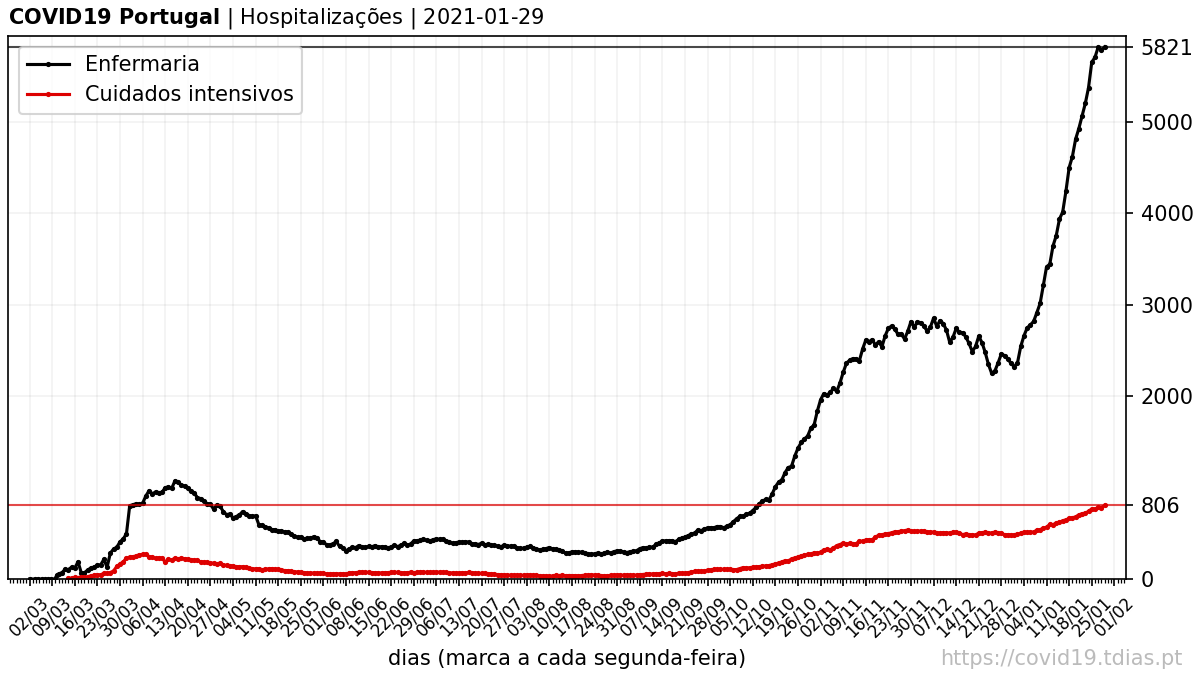 COVID19 Portugal | Hospitalizações | 2021-01-29
Enfermaria
Cuidados intensivos
5821
5000
4000
3000
2000
806
0
02/03 09/03 16/03 23/03 30/03 06/04 13/04 20/04 27/04 04/05 11/05 18/05 25/05 01/06 08/06 15/06 22/06 29/06 06/07 13/07 20/07 27/07 03/08 10/08 17/08 24/08 31/08 07/09 14/09 21/09 28/09 05/10 12/10 19/10 26/10 02/11 09/11 16/11 23/11 30/11 07/12 14/12 21/12 28/12 04/01 11/01 18/01 25/01 01/02
dias (marca a cada segunda-feira)
https://covid19.tdias.pt